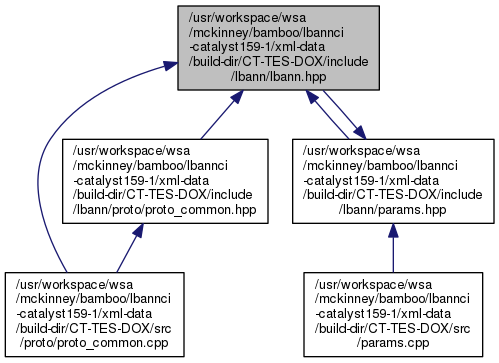 /usr/workspace/wsa
/mckinney/bamboo/lbannci
-catalyst159-1/xml-data
/build-dir/CT-TES-DOX/include
/lbann/lbann.hpp
/usr/workspace/wsa
/mckinney/bamboo/lbannci
-catalyst159-1/xml-data
/build-dir/CT-TES-DOX/include
/lbann/proto/proto_common.hpp
/usr/workspace/wsa
/mckinney/bamboo/lbannci
-catalyst159-1/xml-data
/build-dir/CT-TES-DOX/include
/lbann/params.hpp
/usr/workspace/wsa
/mckinney/bamboo/lbannci
-catalyst159-1/xml-data
/build-dir/CT-TES-DOX/src
/proto/proto_common.cpp
/usr/workspace/wsa
/mckinney/bamboo/lbannci
-catalyst159-1/xml-data
/build-dir/CT-TES-DOX/src
/params.cpp